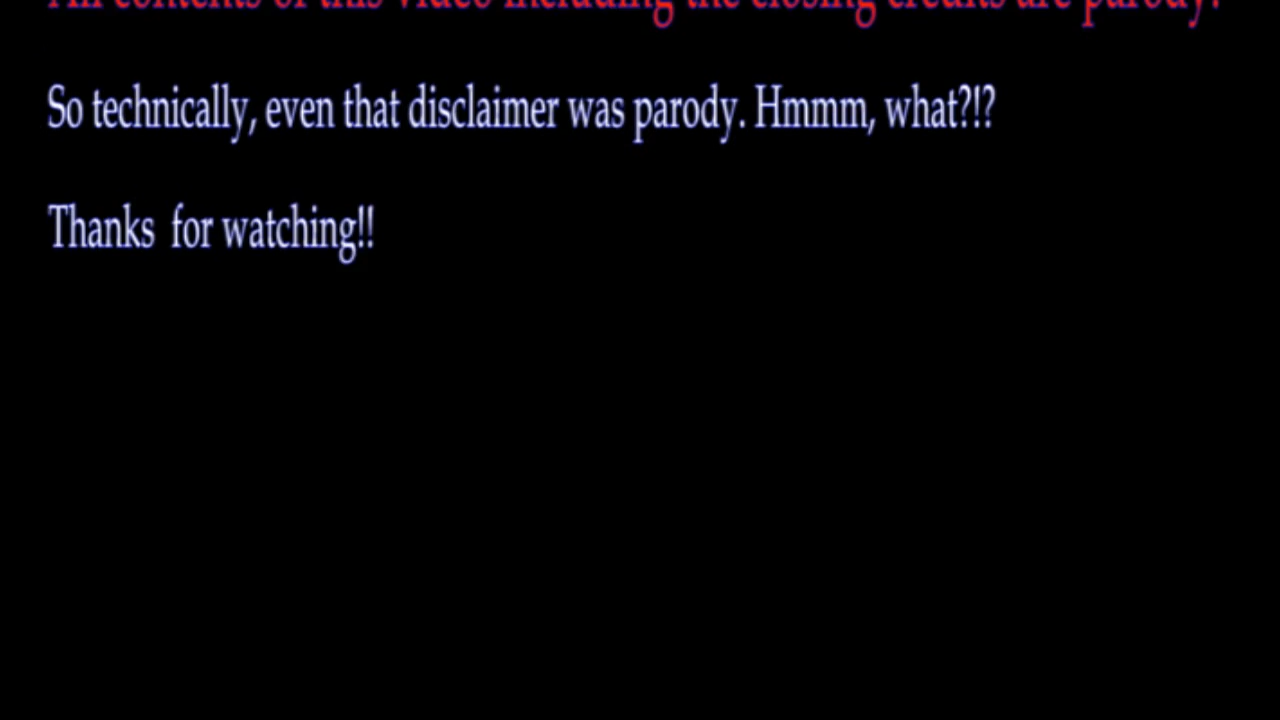 All contents of this video including the closing credits are parody.
So technically, even that disclaimer was parody. Hmmm, what?!?
Thanks  for watching!!